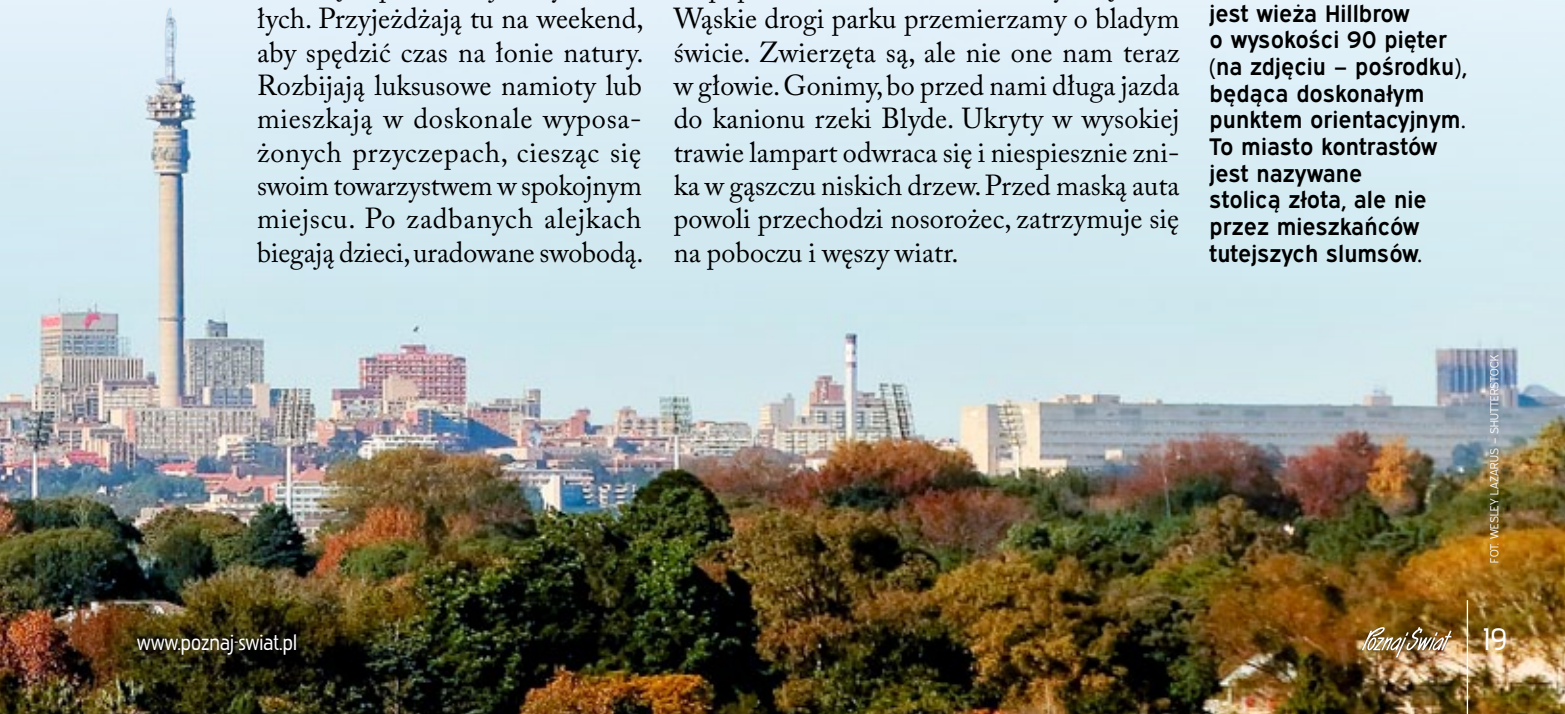 łych. Przyjeżdżają tu na weekend,
aby spędzić czas na łonie natury.
Rozbijają luksusowe namioty lub
mieszkają w doskonale wyposa-
żonych przyczepach, ciesząc się
swoim towarzystwem w spokojnym
miejscu. Po zadbanych alejkach
biegają dzieci, uradowane swobodą.
Wąskie drogi parku przemierzamy o bladym
świcie. Zwierzęta są, ale nie one nam teraz
w głowie. Gonimy, bo przed nami długa jazda
do kanionu rzeki Blyde. Ukryty w wysokiej
trawie lampart odwraca się i niespiesznie zni-
ka w gąszczu niskich drzew. Przed maską auta
powoli przechodzi nosorożec, zatrzymuje się
na poboczu i węszy wiatr.
jest wieża Hillbrow
o wysokości 90 pięter
(na zdjęciu – pośrodku),
będąca doskonałym
punktem orientacyjnym.
To miasto kontrastów
jest nazywane
stolicą złota, ale nie
przez mieszkańców
tutejszych slumsów.
FOT WESLEY LAZARUS – SHUTTERSTOCK
www.poznaj-swiat.pl
Poznaj Świat
19